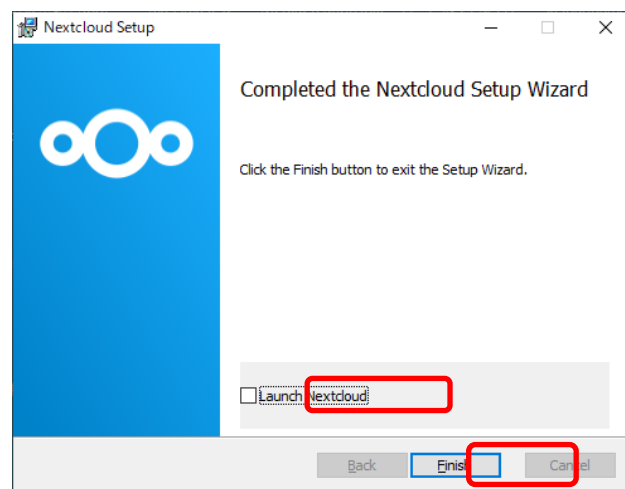 Nextcloud Setup
Completed the Nextcloud Setup Wizard
Click the Finish button to exit the Setup Wizard.
Launch Nextcloud
Back Finish Cancel